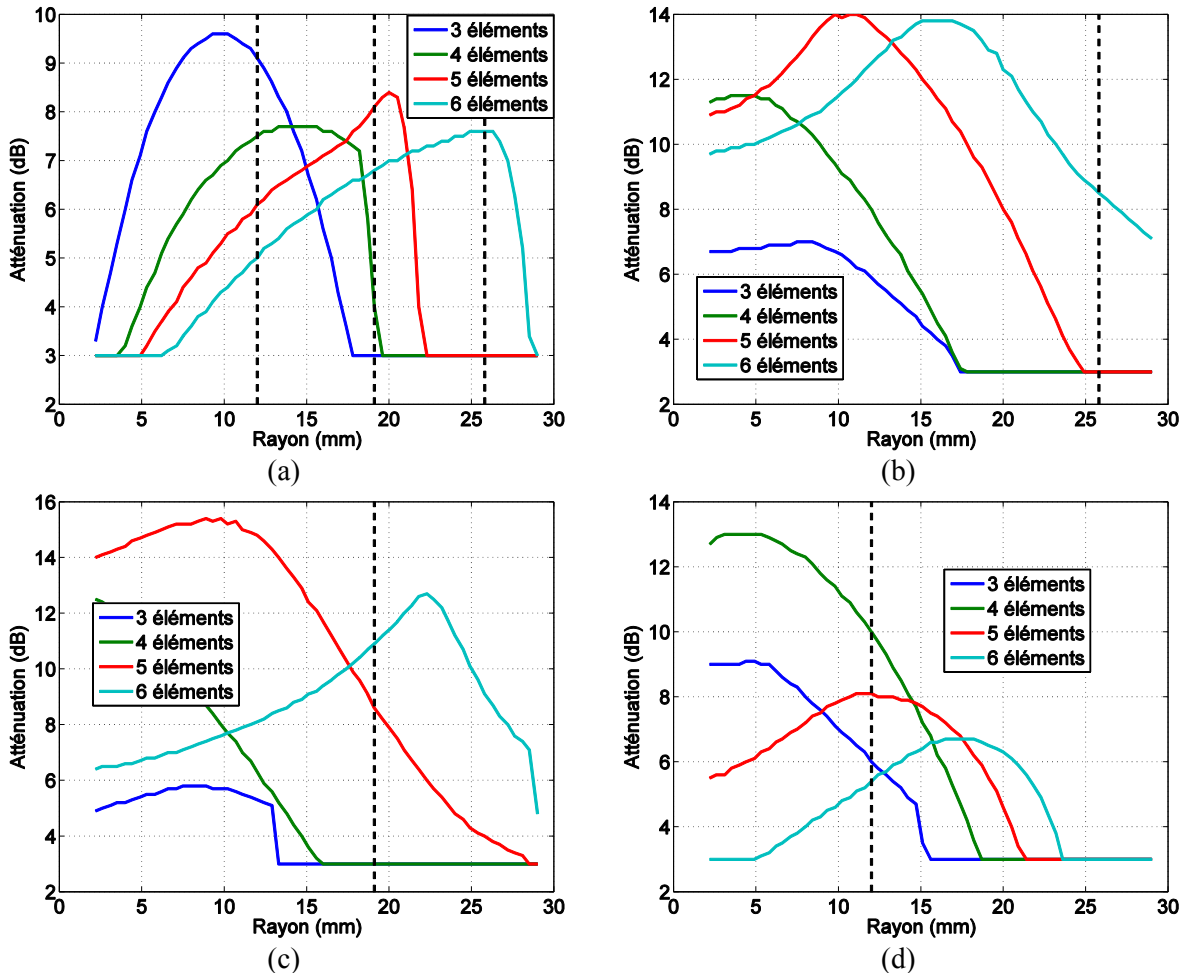 10
9
8
7
6
5
4
3
2
0
5
10
15
20
25
30
Atténuation (dB)
Rayon (mm)
3 éléments
4 éléments
5 éléments
6 éléments
(a)
14
12
10
8
6
4
2
0
5
10
15
20
25
30
Atténuation (dB)
Rayon (mm)
3 éléments
4 éléments
5 éléments
6 éléments
(b)
16
14
12
10
8
6
4
2
0
5
10
15
20
25
30
Atténuation (dB)
Rayon (mm)
3 éléments
4 éléments
5 éléments
6 éléments
(c)
14
12
10
8
6
4
2
0
5
10
15
20
25
30
Atténuation (dB)
Rayon (mm)
3 éléments
4 éléments
5 éléments
6 éléments
(d)